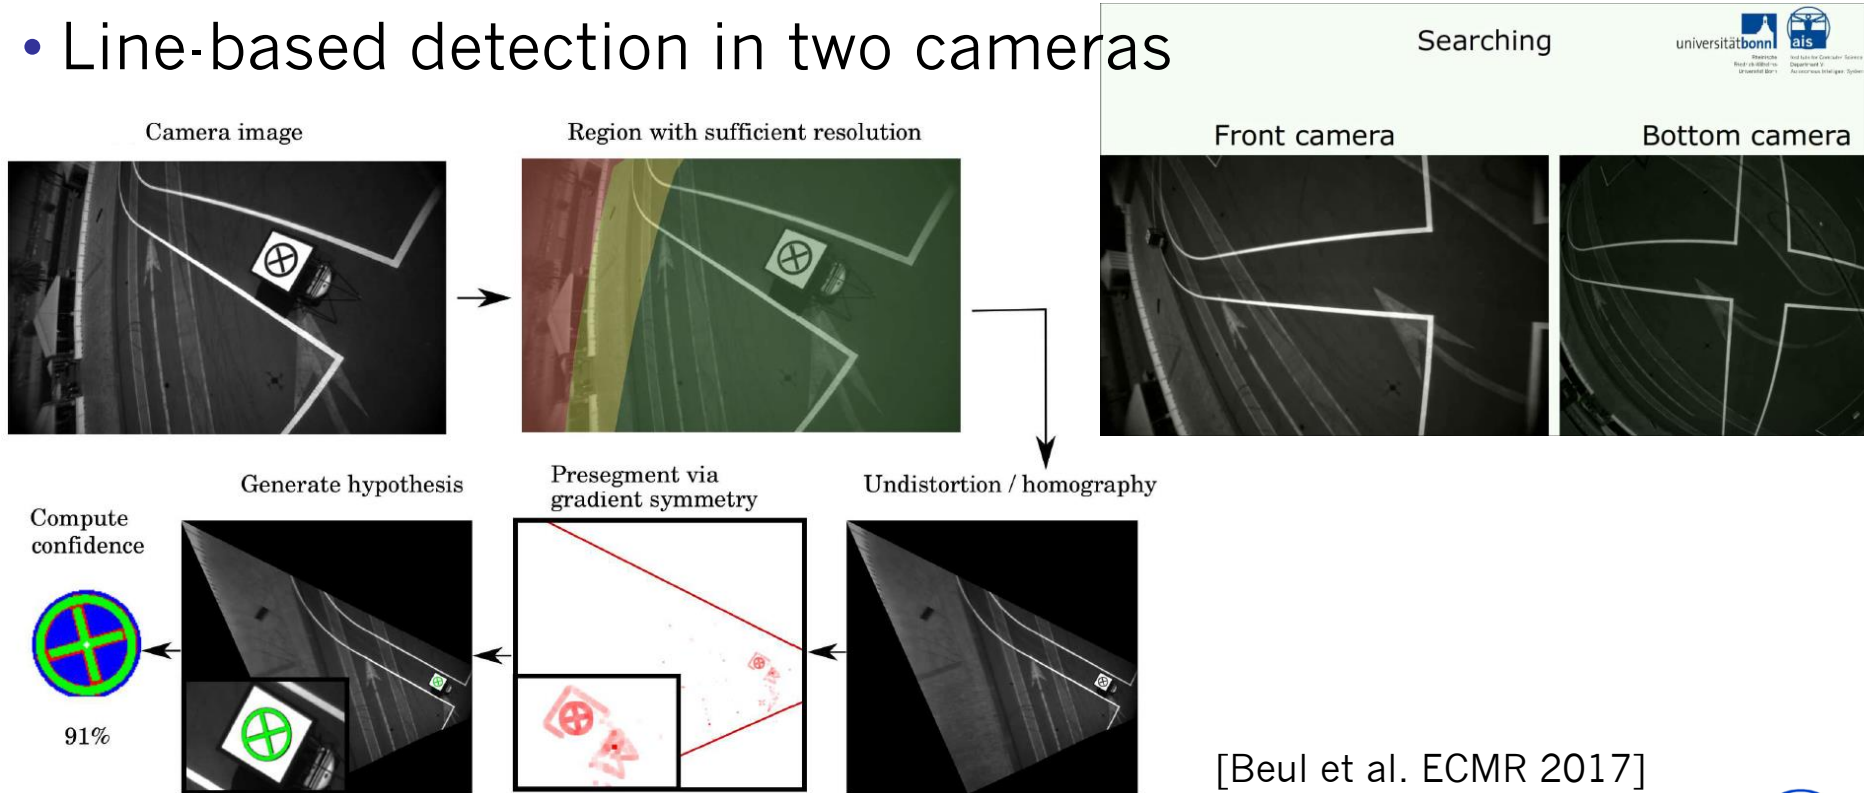 • Line-based detection in two cameras
Searching
universitätbonn
ais
Camera image
Region with sufficient resolution
Front camera
Bottom camera
Generate hypothesis
Presegment via
gradient symmetry
Undistortion / homography
Compute
confidence
91%
[Beul et al. ECMR 2017]